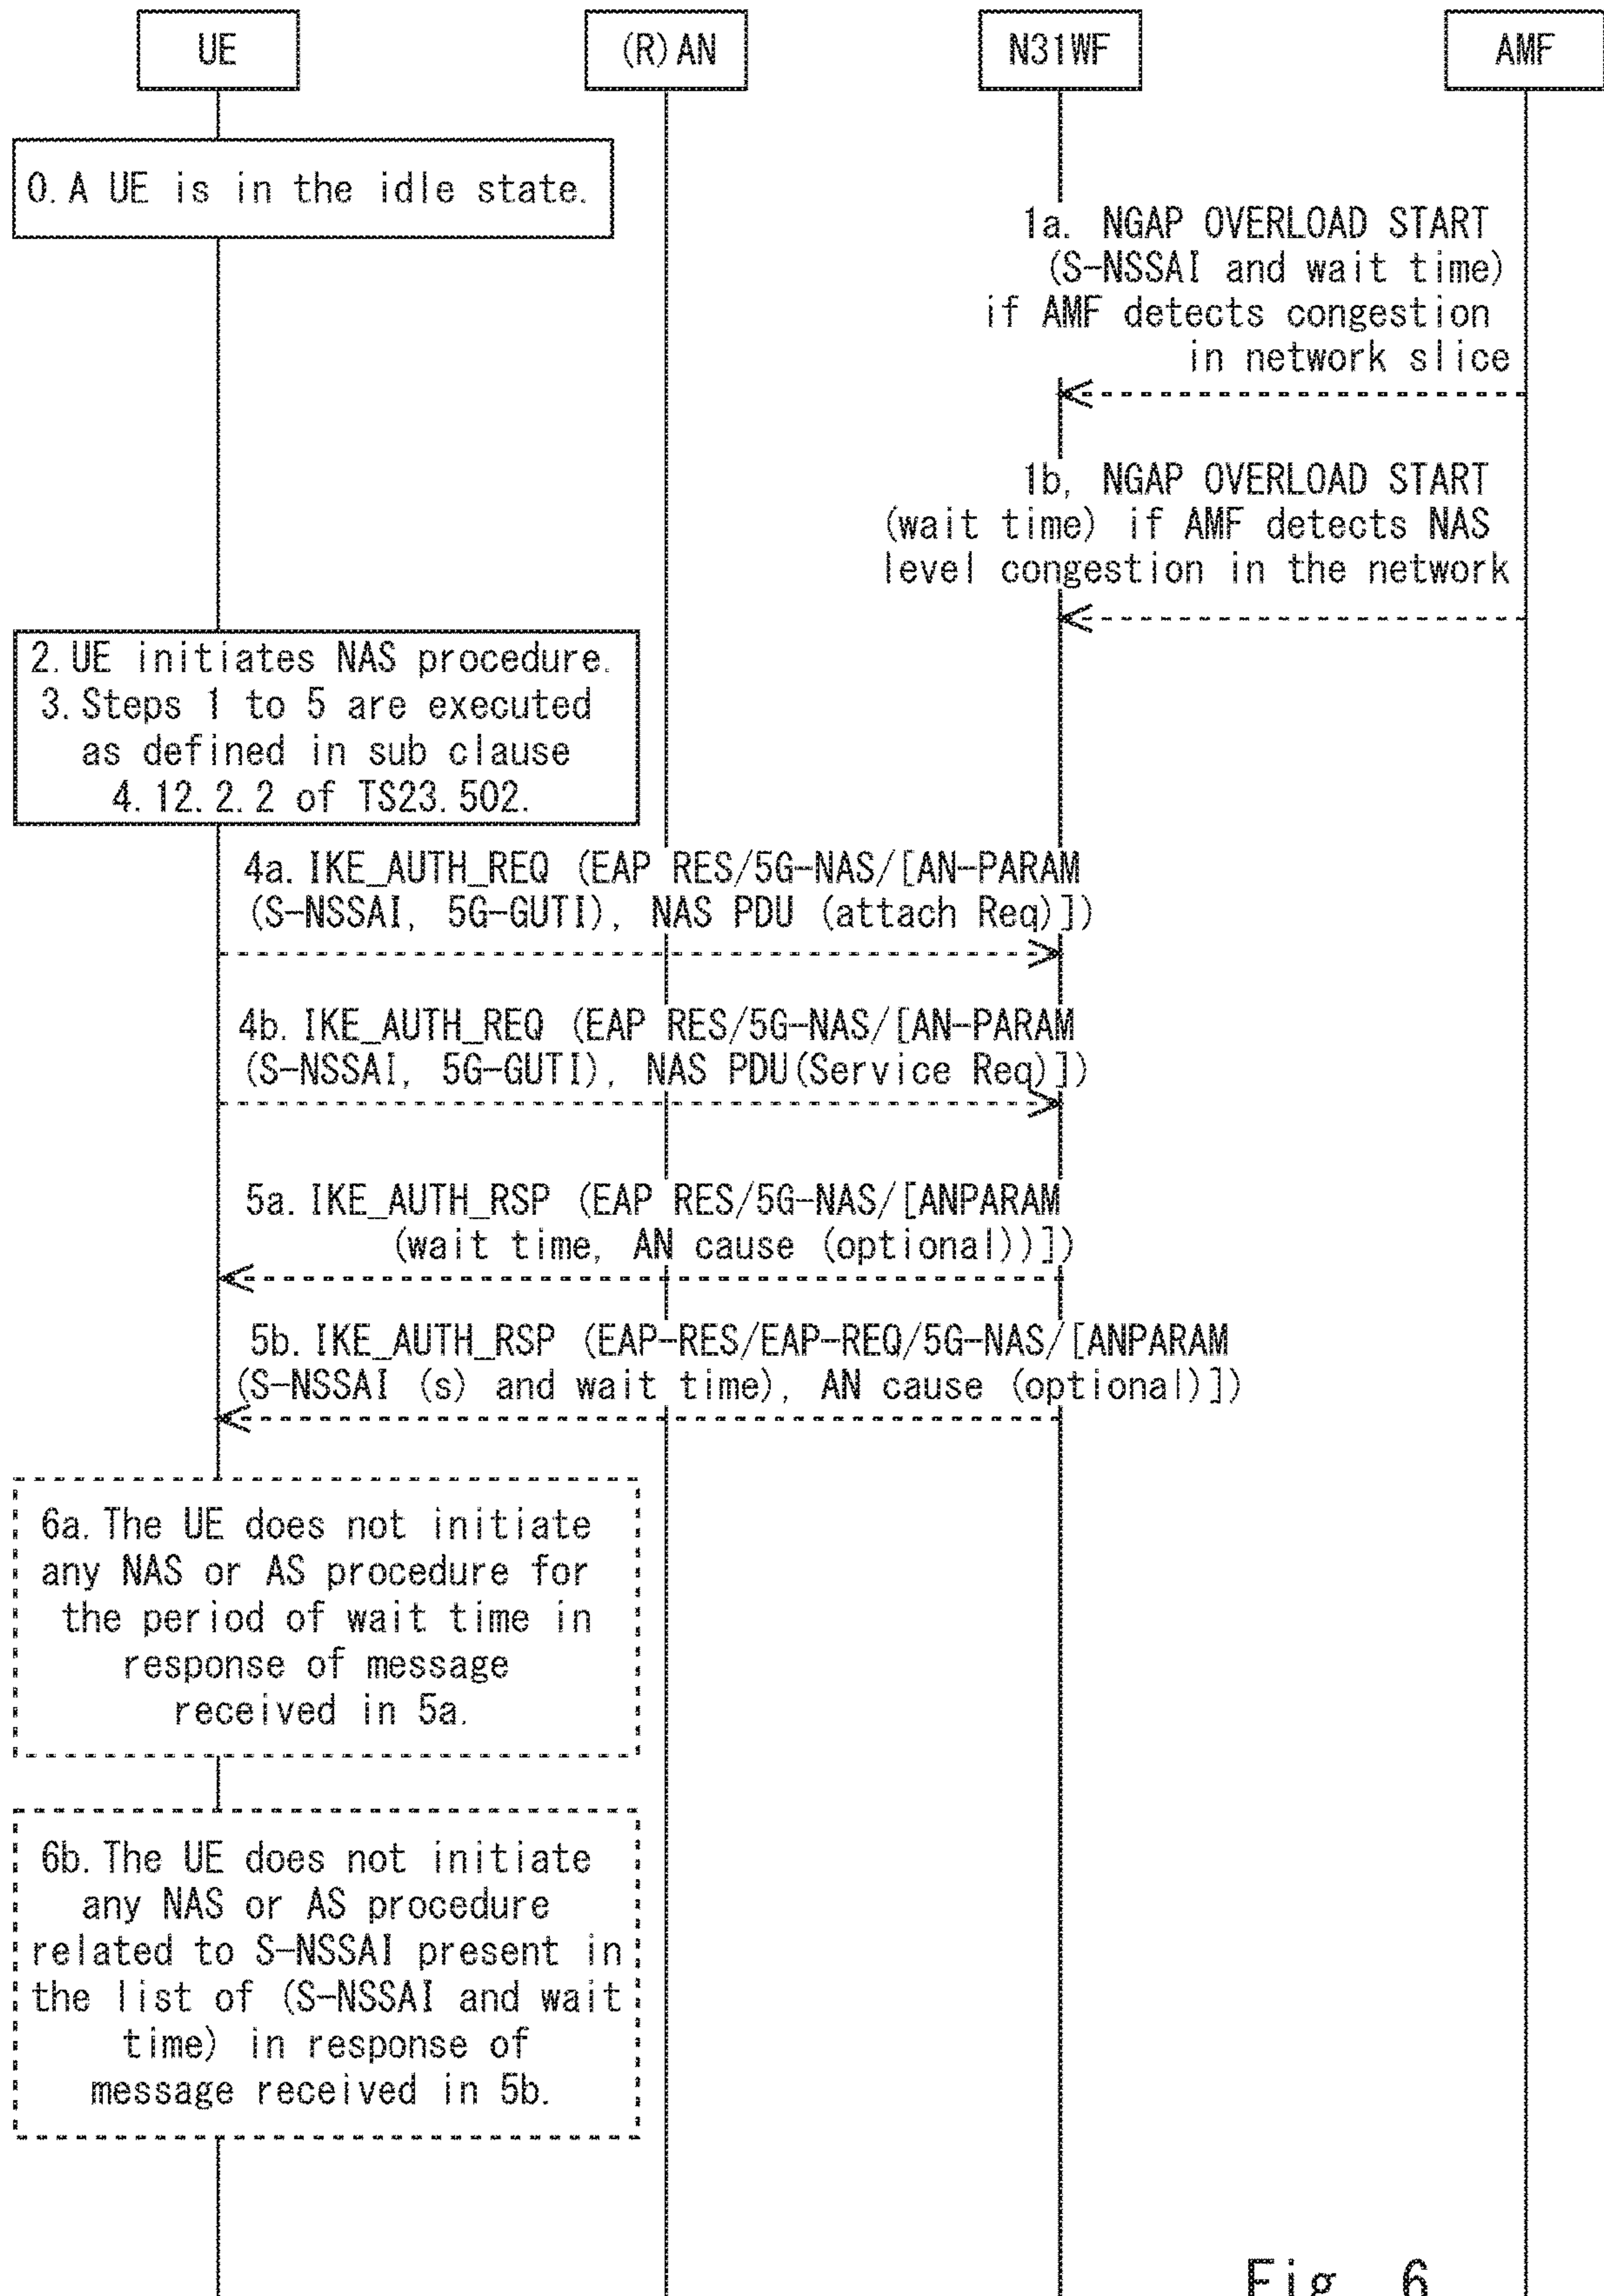 UE
(R)AN
N31WF
AMF
0. A UE is in the idle state.
1a. NGAP OVERLOAD START
(S-NSSAI and wait time)
if AMF detects congestion
in network slice
1b, NGAP OVERLOAD START
(wait time) if AMF detects NAS
level congestion in the network
2. UE initiates NAS procedure.
3. Steps 1 to 5 are executed
as defined in sub clause
4.12.2.2 of TS23.502.
4a. IKE_AUTH_REQ (EAP RES/5G-NAS/[AN-PARAM
(S-NSSAI, 5G-GUTI), NAS PDU (attach Req)])
4b. IKE_AUTH_REQ (EAP RES/5G-NAS/[AN-PARAM
(S-NSSAI, 5G-GUTI), NAS PDU(Service Req)])
5a. IKE_AUTH_RSP (EAP RES/5G-NAS/[ANPARAM
(wait time, AN cause (optional))])
5b. IKE_AUTH_RSP (EAP-RES/EAP-REQ/5G-NAS/[ANPARAM
(S-NSSAI (s) and wait time), AN cause (optional)])
6a. The UE does not initiate
any NAS or AS procedure for
the period of wait time in
response of message
received in 5a.
6b. The UE does not initiate
any NAS or AS procedure
related to S-NSSAI present in
the list of (S-NSSAI and wait
time) in response of
message received in 5b.
Fig. 6